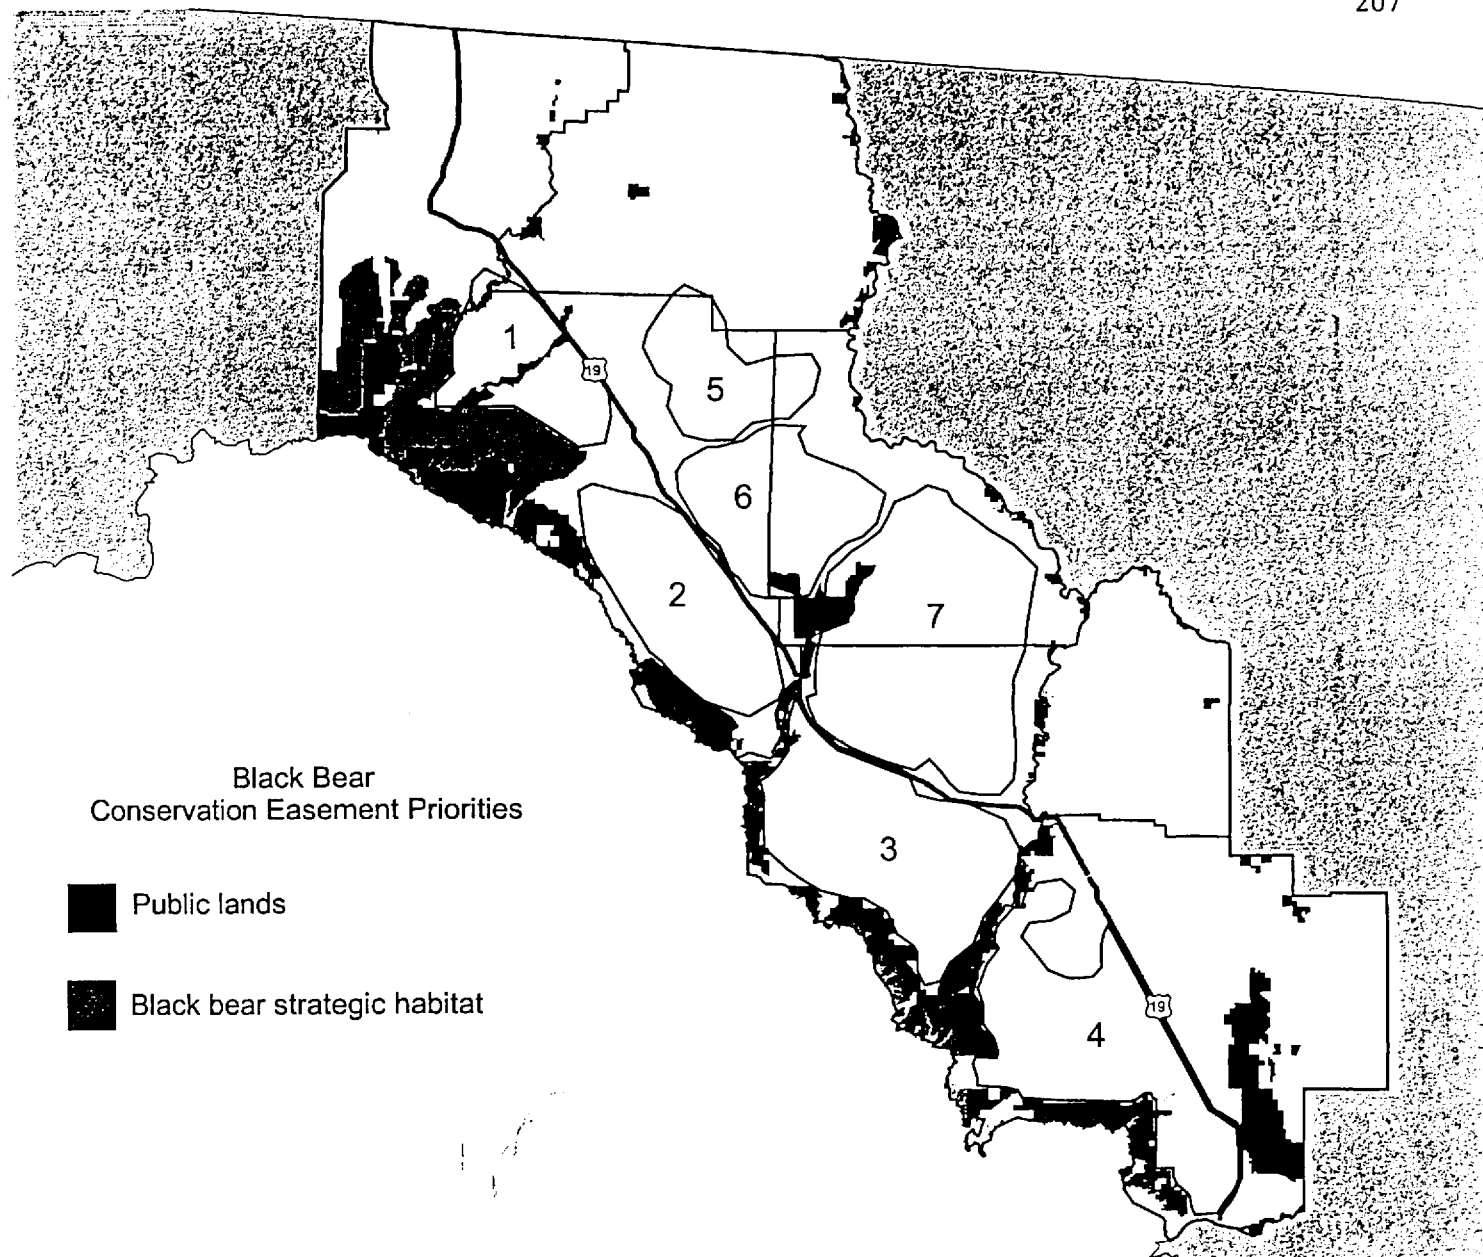 207
1
19
5
6
2
7
Black Bear
Conservation Easement Priorities
3
Public lands
Black bear strategic habitat
19
4